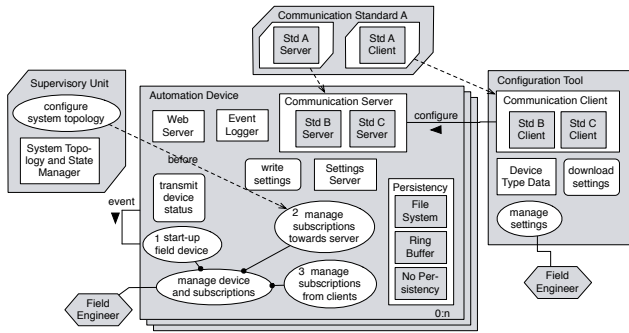 Communication Standard A
Std A
Server
Std A
Client
Supervisory Unit
configure
system topology
System Topo-
logy and State
Manager
Automation Device
Web
Server
Event
Logger
Communication Server
Std B
Server
Std C
Server
configure
Configuration Tool
Communication Client
Std B
Client
Std C
Client
before
write
settings
Settings
Server
Device
Type Data
download
settings
transmit
device
status
event
Persistency
File
System
Ring
Buffer
No Per-
sistency
2 manage
subscriptions
towards server
manage
settings
1 start-up
field device
manage device
and subscriptions
3 manage
subscriptions
from clients
Field
Engineer
Field
Engineer
0:n